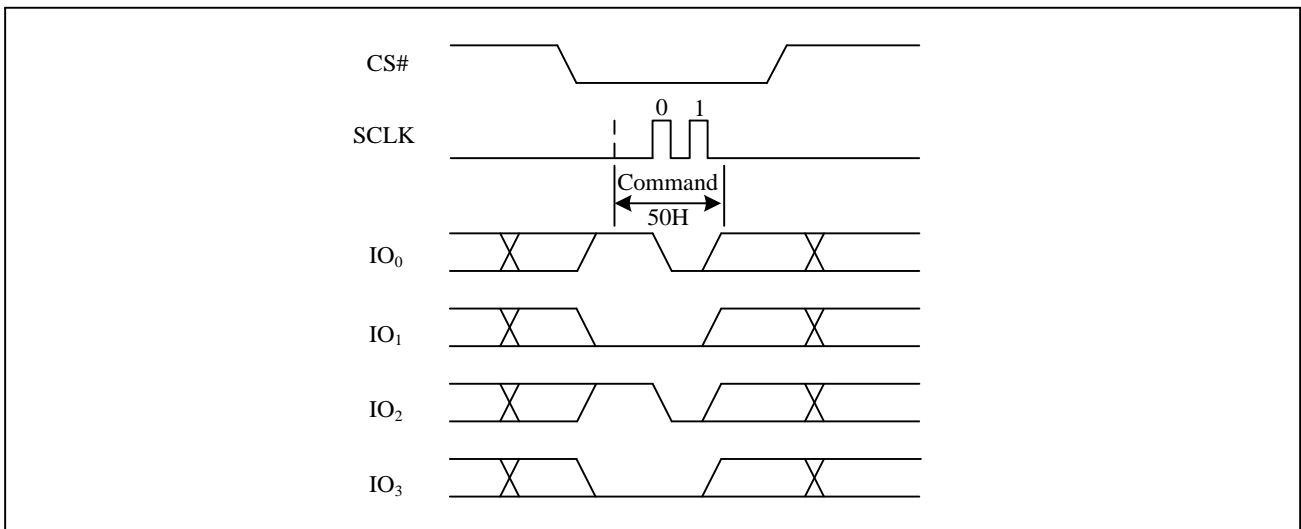 CS#
0 1
SCLK
Command
50H
IO₀
IO₁
IO₂
IO₃